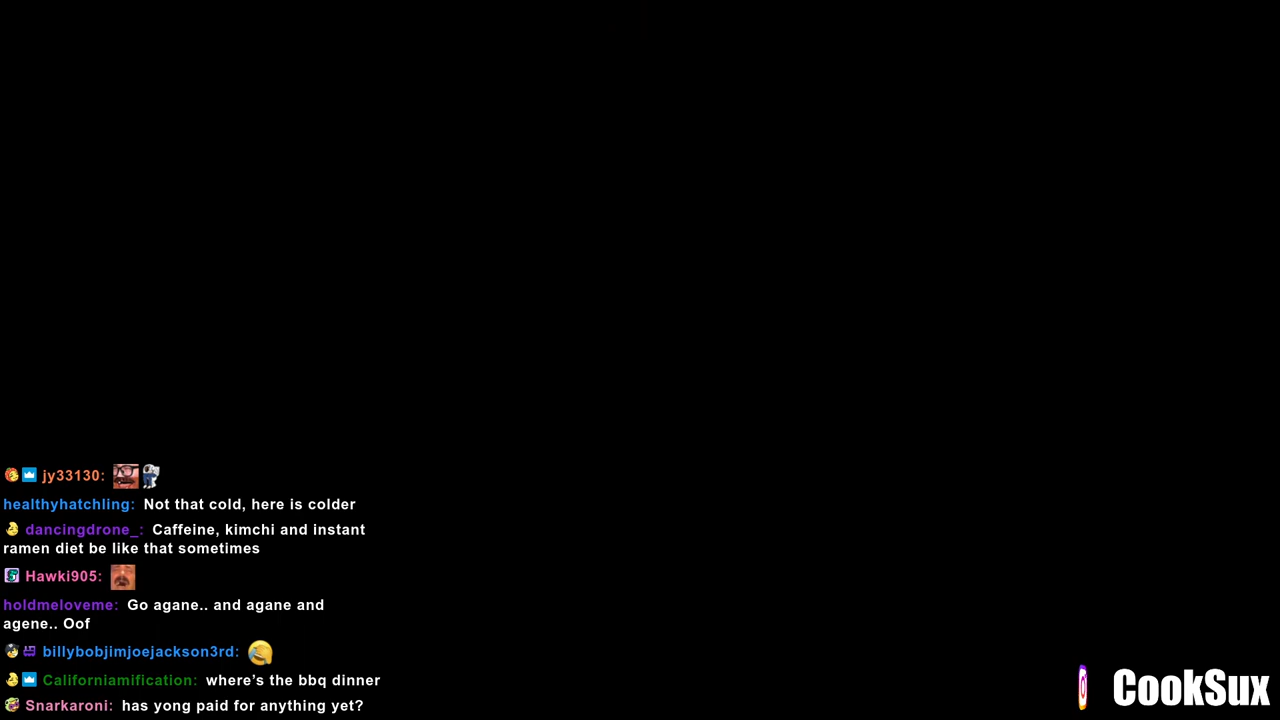 jy33130:
healthyhatchling: Not that cold, here is colder
dancingdrone_: Caffeine, kimchi and instant
ramen diet be like that sometimes
Hawki905:
holdmeloveme: Go agane.. and agane and
agene.. Oof
billybobjimjoejackson3rd:
Californiamification: where's the bbq dinner
Snarkaroni: has yong paid for anything yet?
CookSux